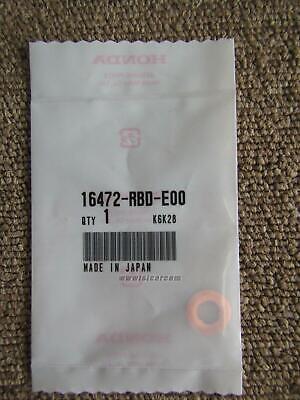 HONDA
16472-RBD-E00
QTY 1 K6K28
MADE IN JAPAN
HONDA